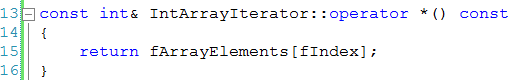 13 const int& IntArrayIterator::operator *() const
14 {
15     return fArrayElements[fIndex];
16 }